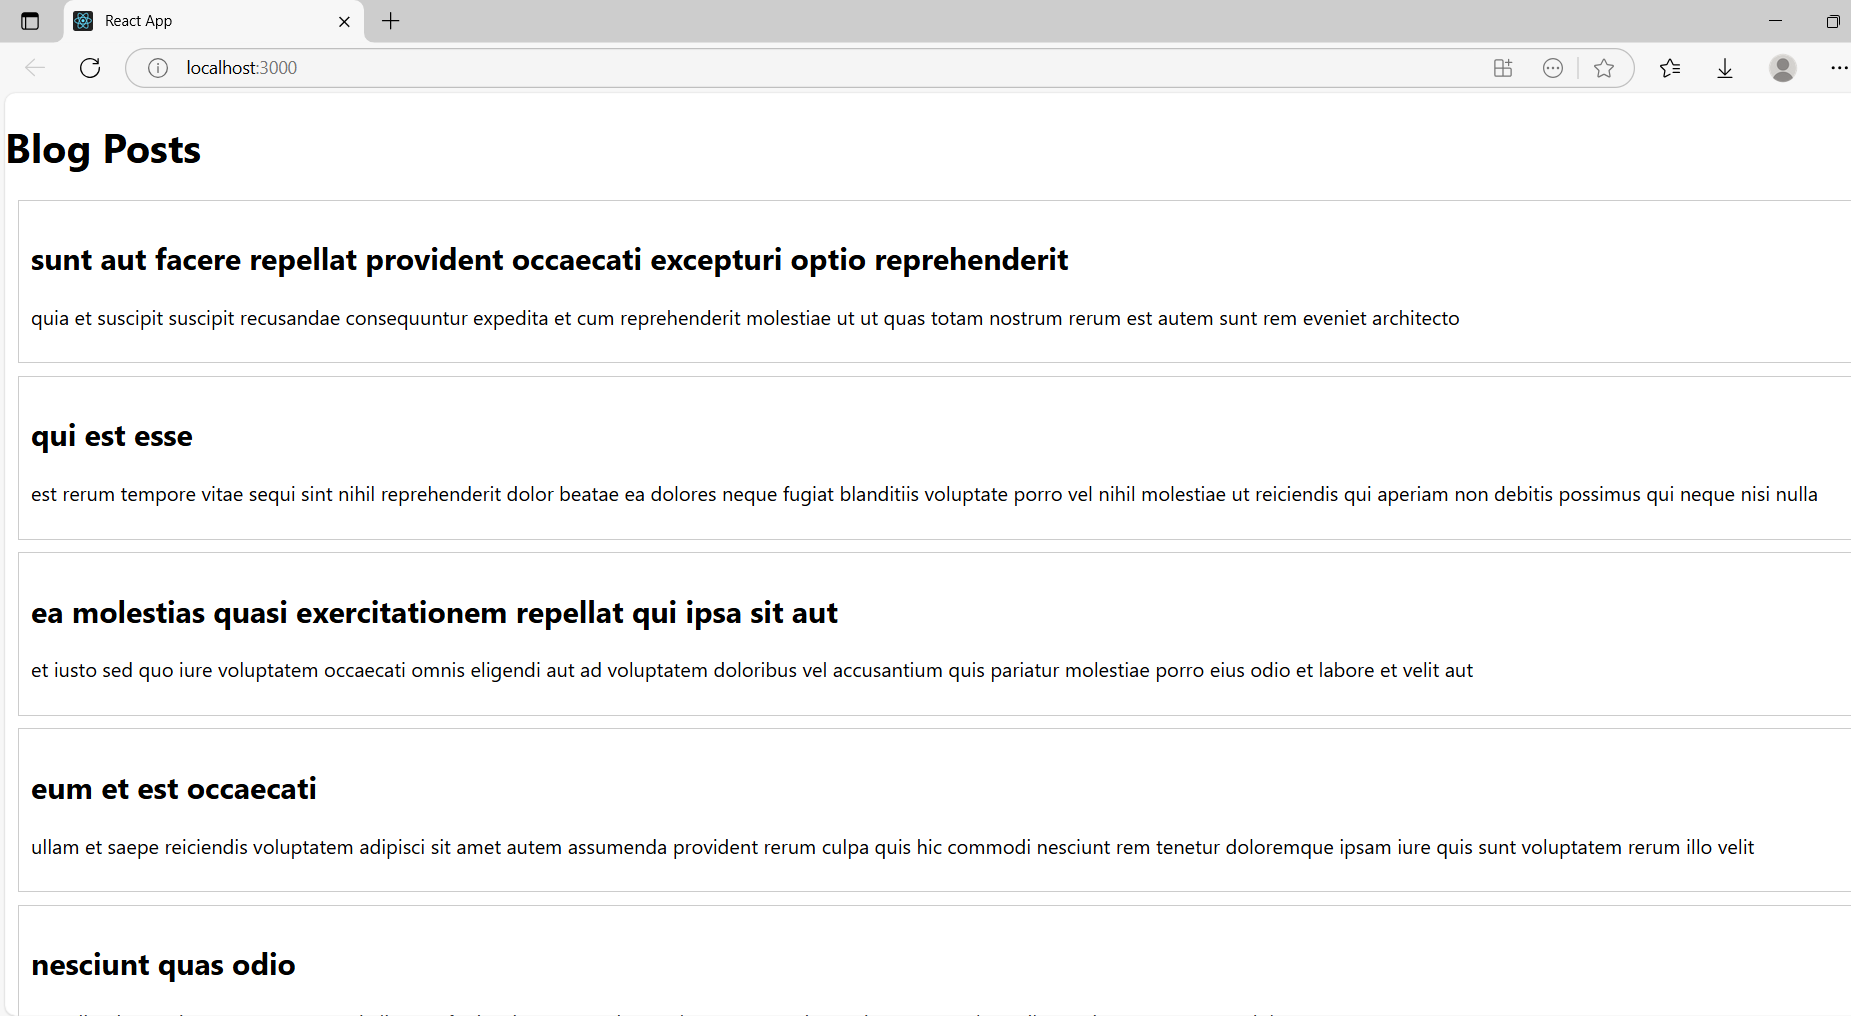 React App
localhost:3000
Blog Posts
sunt aut facere repellat provident occaecati excepturi optio reprehenderit
quia et suscipit suscipit recusandae consequuntur expedita et cum reprehenderit molestiae ut ut quas totam nostrum rerum est autem sunt rem eveniet architecto
qui est esse
est rerum tempore vitae sequi sint nihil reprehenderit dolor beatae ea dolores neque fugiat blanditiis voluptate porro vel nihil molestiae ut reiciendis qui aperiam non debitis possimus qui neque nisi nulla
ea molestias quasi exercitationem repellat qui ipsa sit aut
et iusto sed quo iure voluptatem occaecati omnis eligendi aut ad voluptatem doloribus vel accusantium quis pariatur molestiae porro eius odio et labore et velit aut
eum et est occaecati
ullam et saepe reiciendis voluptatem adipisci sit amet autem assumenda provident rerum culpa quis hic commodi nesciunt rem tenetur doloremque ipsam iure quis sunt voluptatem rerum illo velit
nesciunt quas odio